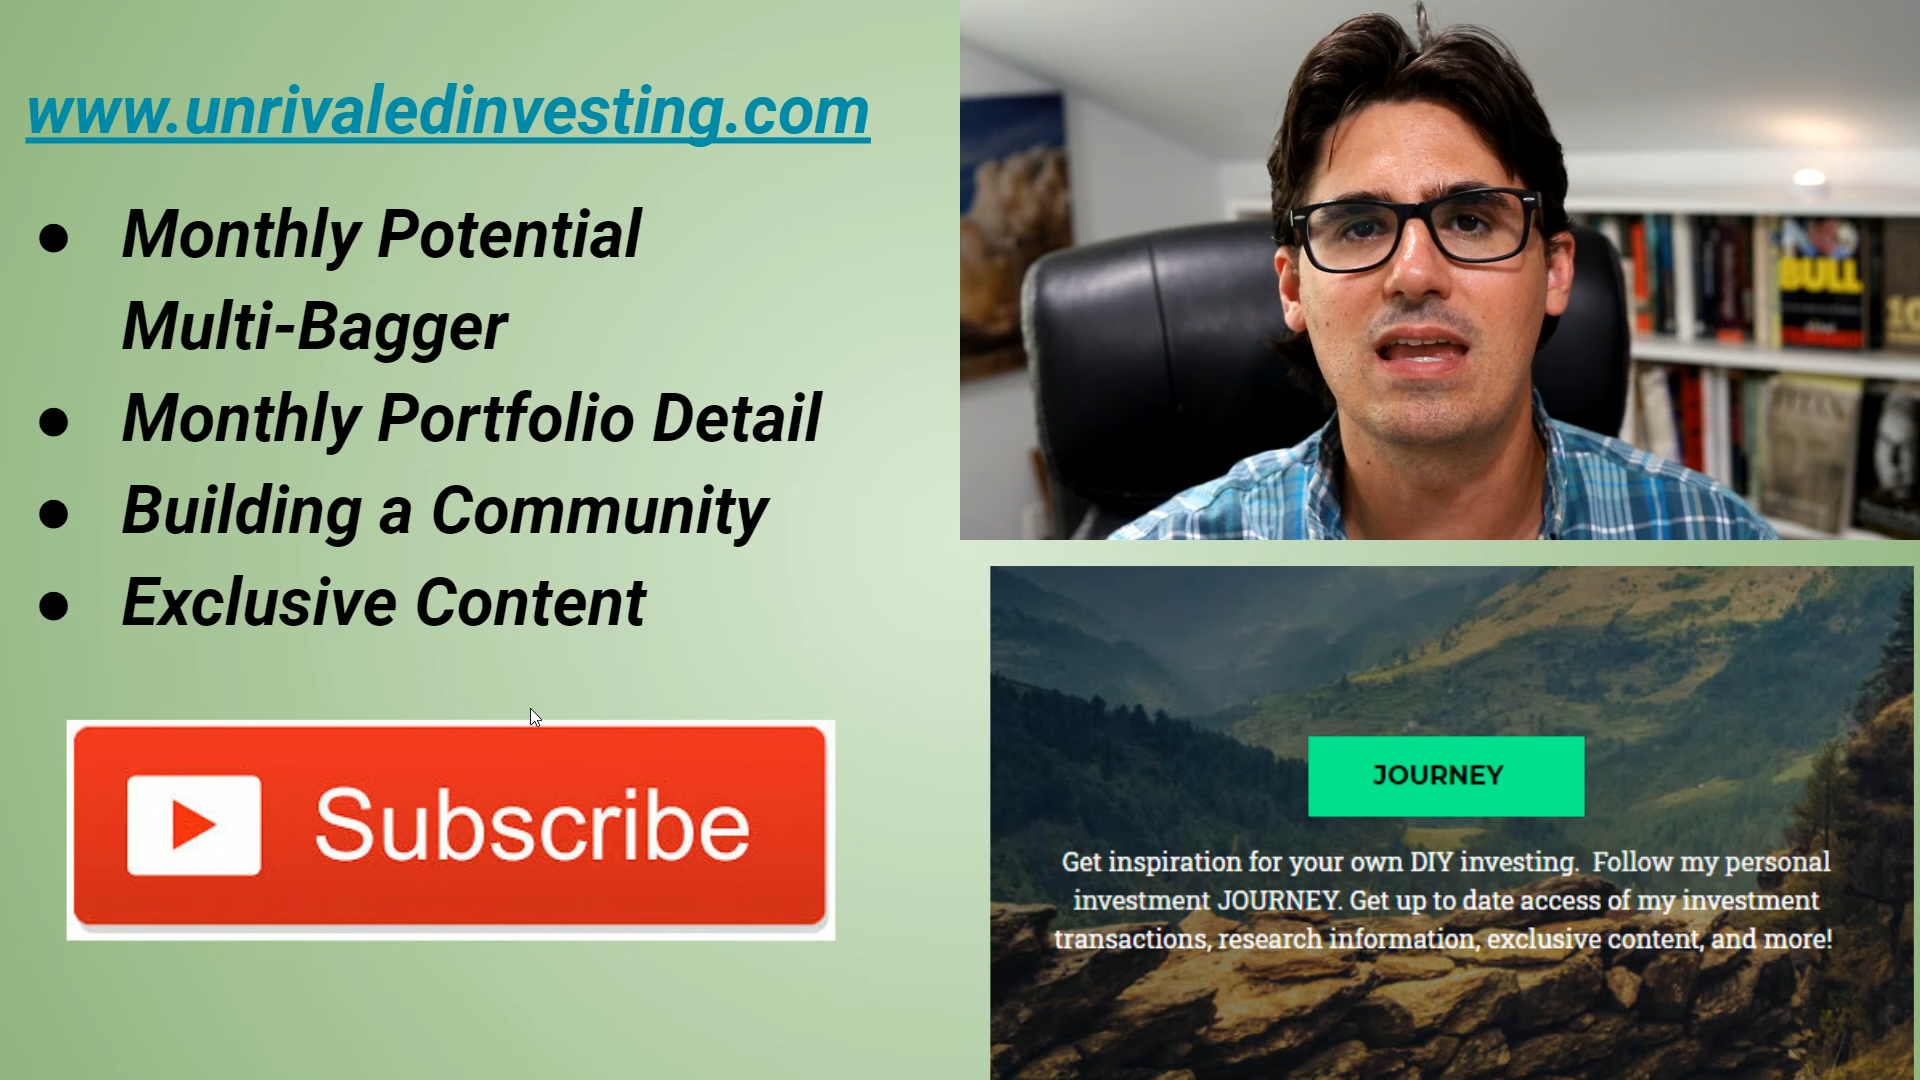 www.unrivaledinvesting.com
● Monthly Potential
Multi-Bagger
● Monthly Portfolio Detail
● Building a Community
● Exclusive Content
Subscribe
BULL
10
JOURNEY
Get inspiration for your own DIY investing. Follow my personal
investment JOURNEY. Get up to date access of my investment
transactions, research information, exclusive content, and more!